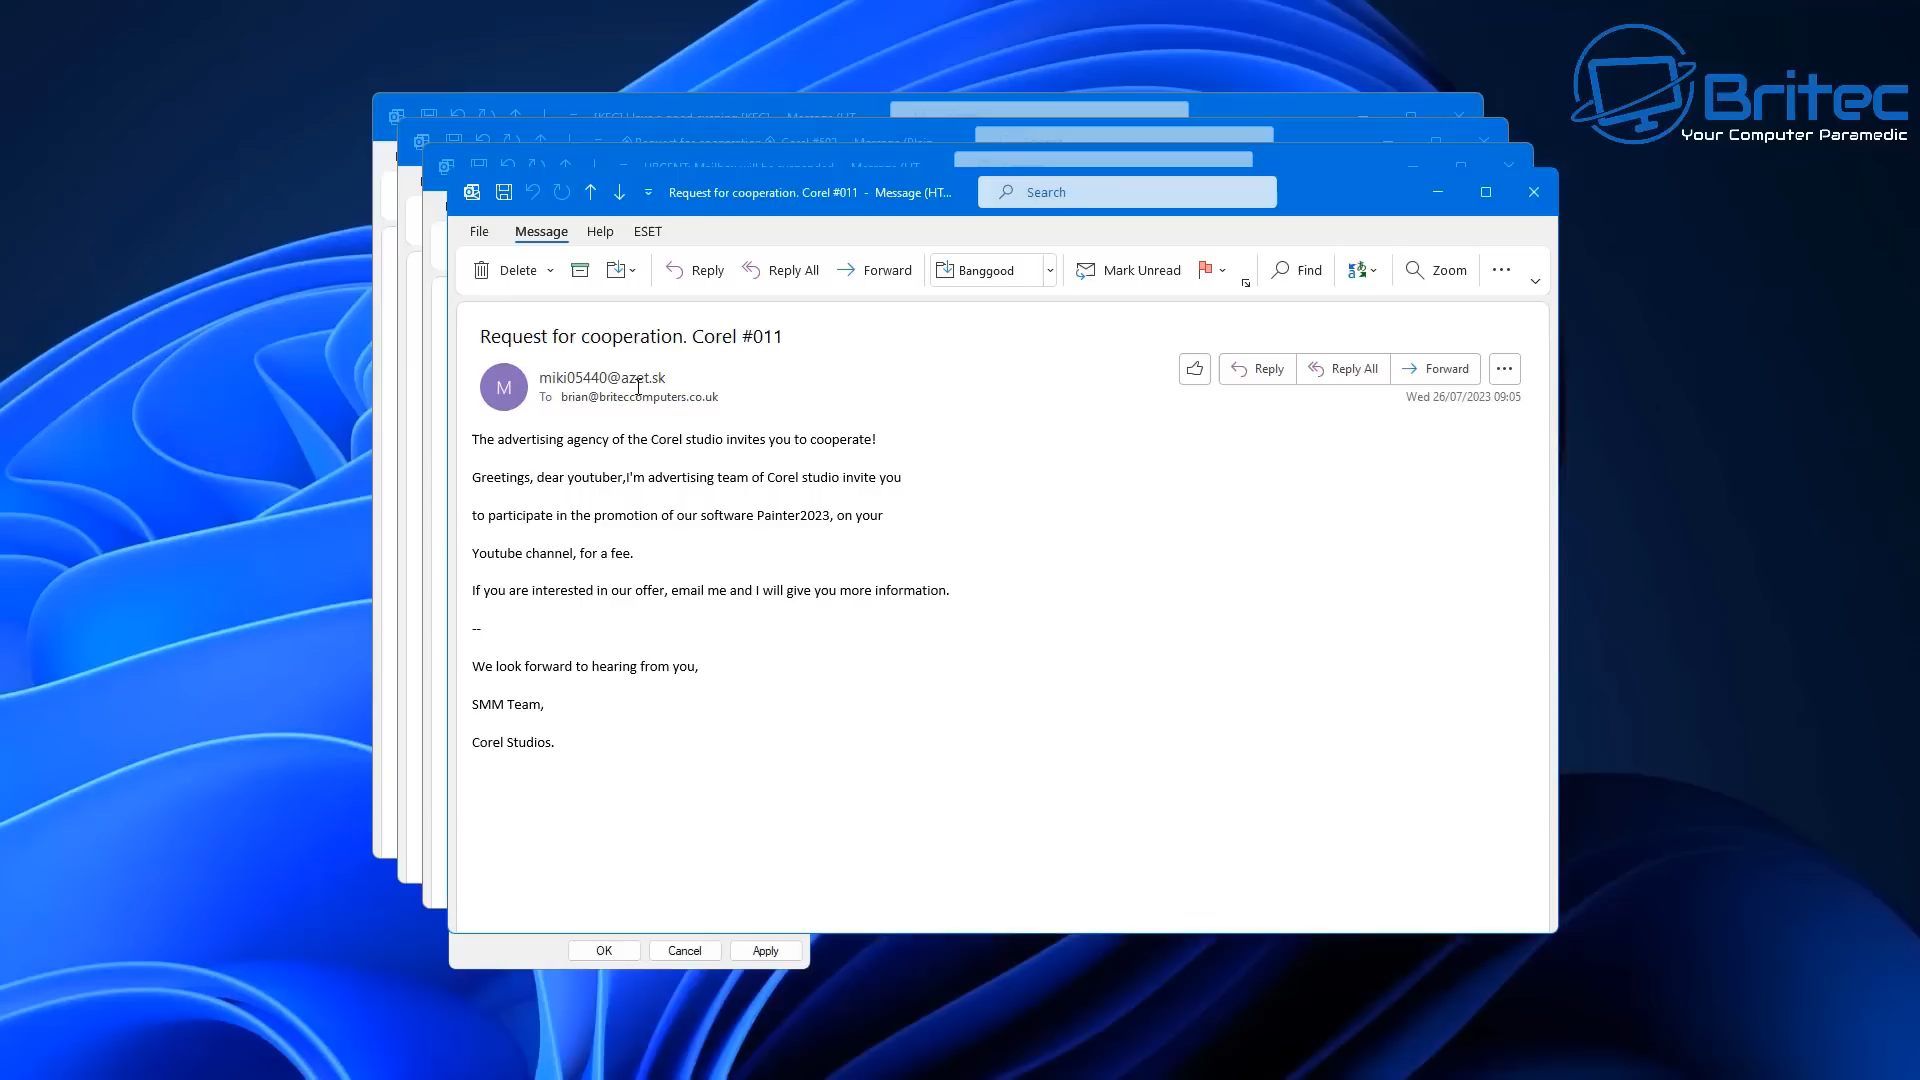 Britec
Your Computer Paramedic
Request for cooperation. Corel #011 - Message (HT...
Search
File Message Help ESET
Delete Reply Reply All Forward Banggood Mark Unread Find Zoom
Request for cooperation. Corel #011
M
miki05440@azet.sk
To brian@briteccomputers.co.uk
Reply Reply All Forward
Wed 26/07/2023 09:05
The advertising agency of the Corel studio invites you to cooperate!
Greetings, dear youtuber,I'm advertising team of Corel studio invite you
to participate in the promotion of our software Painter2023, on your
Youtube channel, for a fee.
If you are interested in our offer, email me and I will give you more information.
--
We look forward to hearing from you,
SMM Team,
Corel Studios.
OK Cancel Apply